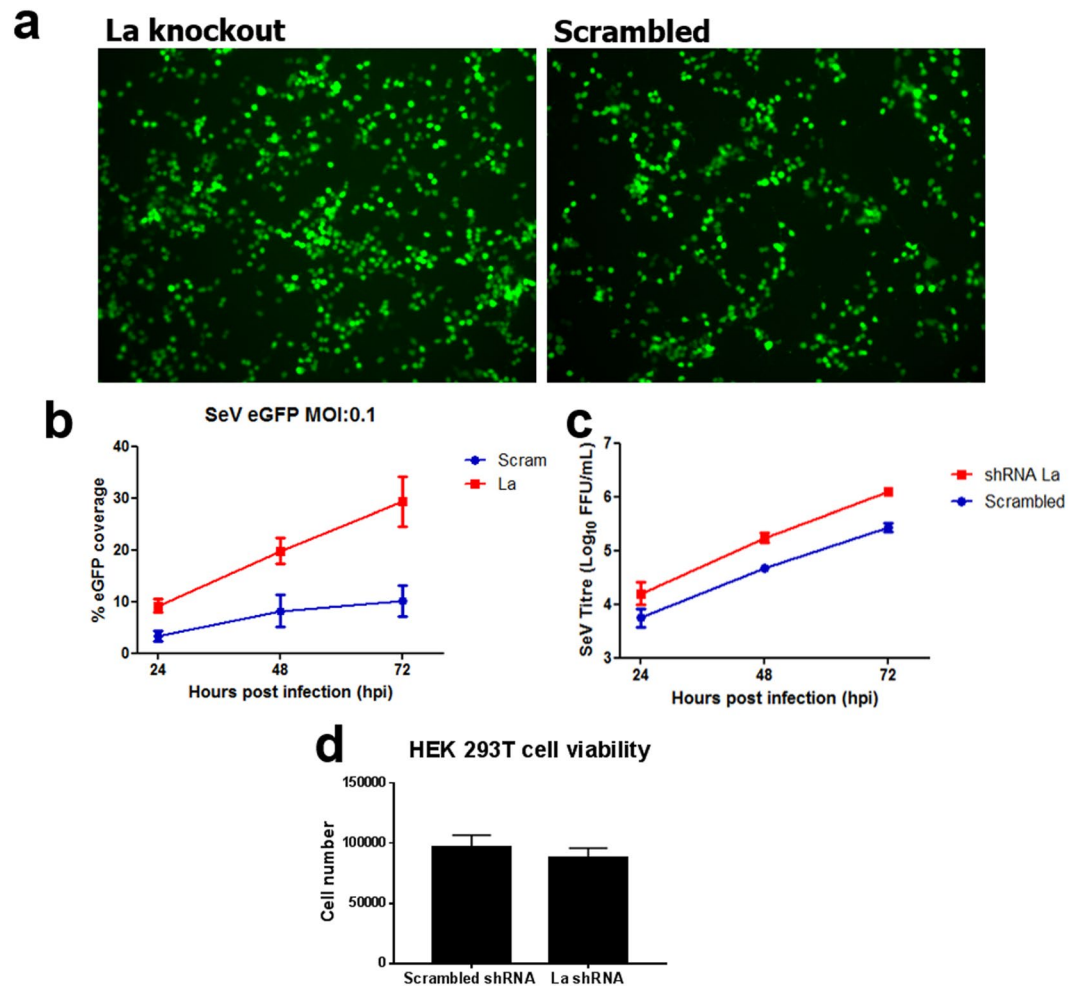 a
La knockout
Scrambled
b
SeV eGFP MOI:0.1
% eGFP coverage
40
30
20
10
0
24
48
72
Hours post infection (hpi)
Scram
La
c
SeV Titre (Log10 FFU/mL)
7
6
5
4
3
24
48
72
Hours post infection (hpi)
shRNA La
Scrambled
d
HEK 293T cell viability
Cell number
150000
100000
50000
0
Scrambled shRNA
La shRNA